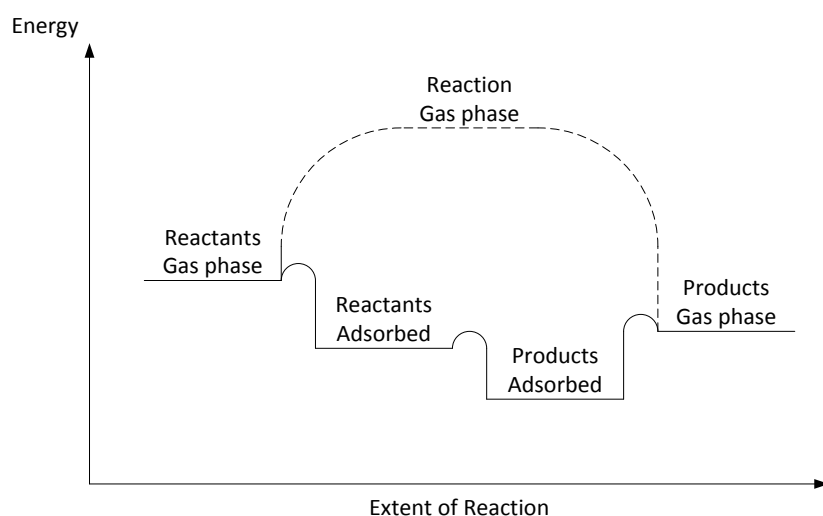 Energy
Reaction
Gas phase
Reactants
Gas phase
Reactants
Adsorbed
Products
Adsorbed
Products
Gas phase
Extent of Reaction